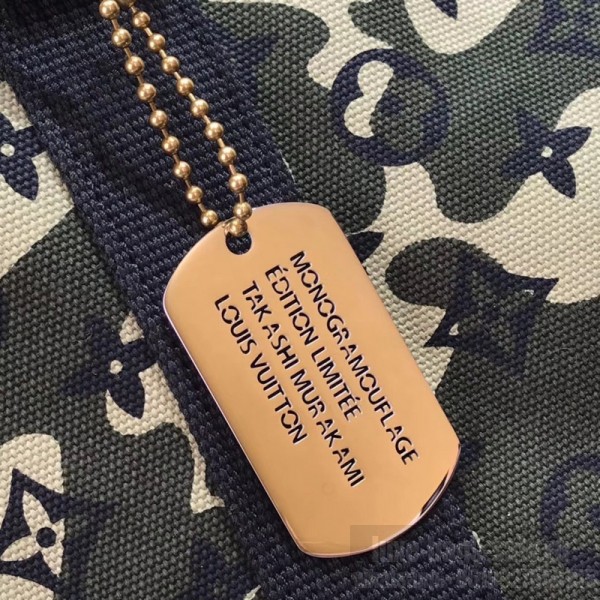 MONOGRAMOUFLAGE
ÉDITION LIMITÉE
TAKASHI MURAKAMI
LOUIS VUITTON